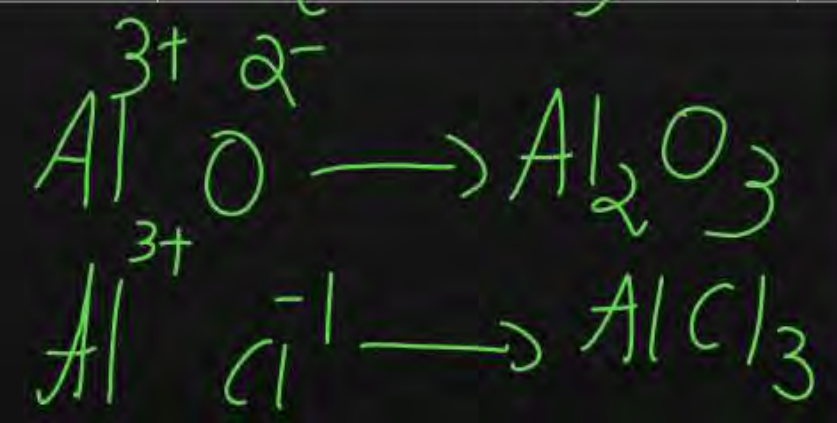 Al³⁺ O²⁻ → Al₂O₃
Al³⁺ Cl⁻¹ → AlCl₃